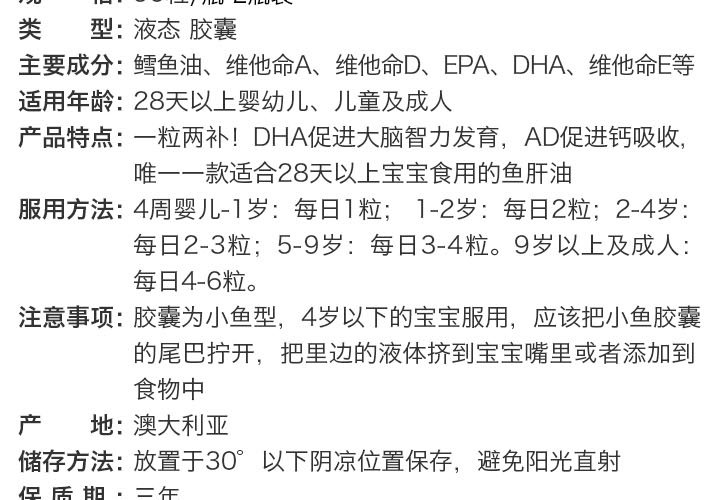 类 型：液态 胶囊
主要成分：鳕鱼油、维他命A、维他命D、EPA、DHA、维他命E等
适用年龄：28天以上婴幼儿、儿童及成人
产品特点：一粒两补！DHA促进大脑智力发育，AD促进钙吸收，
唯一一款适合28天以上宝宝食用的鱼肝油
服用方法：4周婴儿-1岁：每日1粒； 1-2岁：每日2粒；2-4岁：
每日2-3粒；5-9岁：每日3-4粒。9岁以上及成人：
每日4-6粒。
注意事项：胶囊为小鱼型，4岁以下的宝宝服用，应该把小鱼胶囊
的尾巴拧开，把里边的液体挤到宝宝嘴里或者添加到
食物中
产 地：澳大利亚
储存方法：放置于30° 以下阴凉位置保存，避免阳光直射
保 质 期：三年